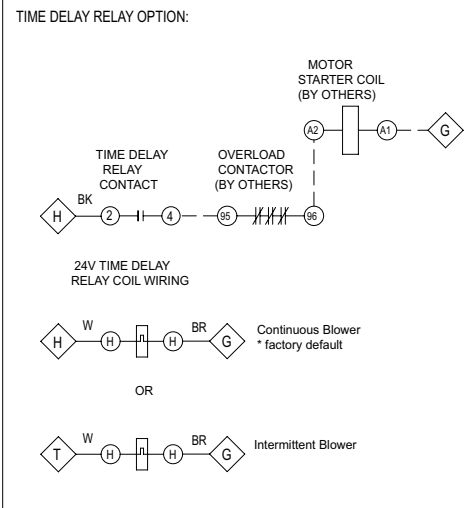 TIME DELAY RELAY OPTION:
MOTOR
STARTER COIL
(BY OTHERS)
A2
A1
G
TIME DELAY
RELAY
CONTACT
OVERLOAD
CONTACTOR
(BY OTHERS)
H
BK
2
4
95
96
24V TIME DELAY
RELAY COIL WIRING
H
W
H
H
BR
G
Continuous Blower
* factory default
OR
T
W
H
H
BR
G
Intermittent Blower